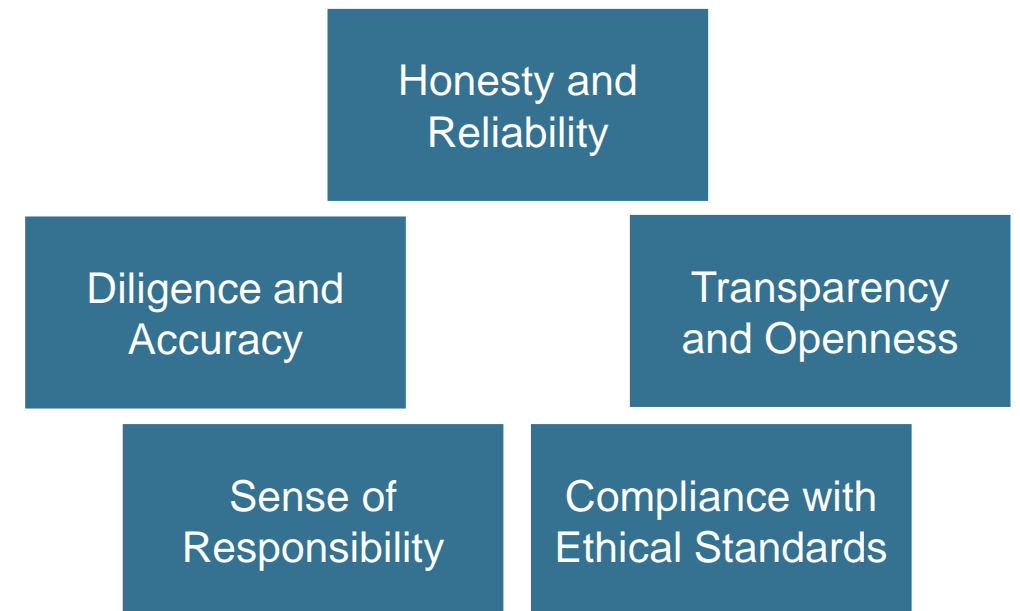 Honesty and
Reliability
Diligence and
Accuracy
Transparency
and Openness
Sense of
Responsibility
Compliance with
Ethical Standards